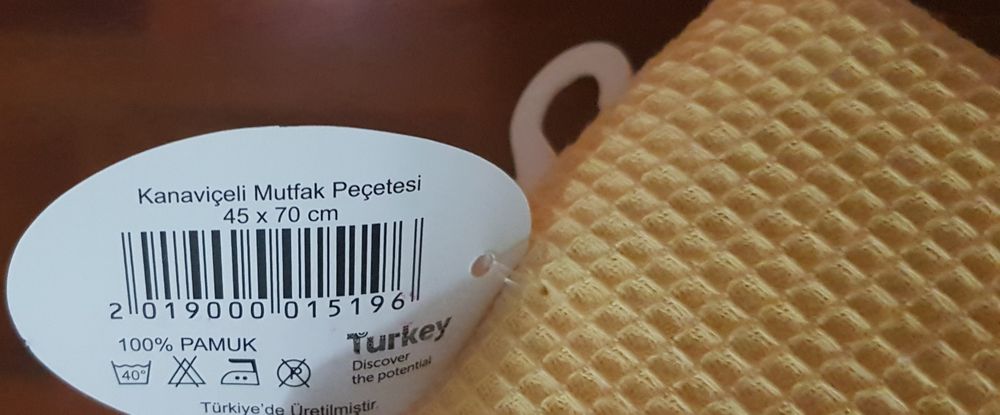 Kanaviçeli Mutfak Peçetesi
45 x 70 cm
2 019000 015196
100% PAMUK
40°
Turkey
Discover
the potential
Türkiye'de Üretilmiştir